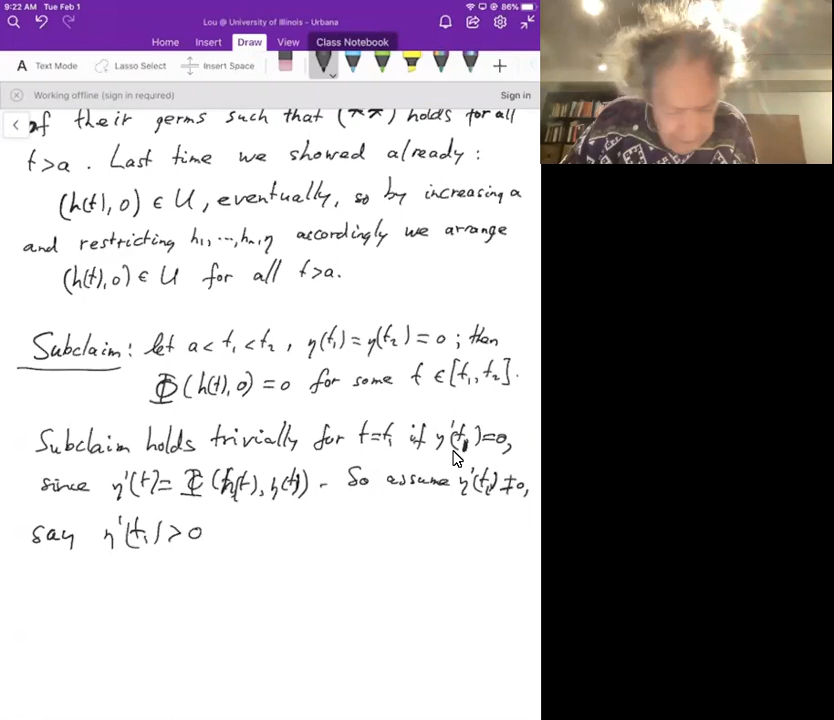 9:22 AM Tue Feb 1
86%
Lou @ University of Illinois - Urbana
Home Insert Draw View Class Notebook
Text Mode Lasso Select Insert Space
Working offline (sign in required) Sign in
of their germs such that (**) holds for all
t>a. Last time we showed already:
(h(t), 0) ∈ U, eventually, so by increasing a
and restricting h₁,...,hₙ,η accordingly we arrange
(h(t), 0) ∈ U for all t>a.
Subclaim: let a < t₁ < t₂, η(t₁) = η(t₂) = 0; then
Φ(h(t), 0) = 0 for some t ∈ [t₁, t₂].
Subclaim holds trivially for t=t₁ if η'(t₁)=0,
since η'(t) = Φ(h(t), η(t)). So assume η'(t₁) ≠ 0,
say η'(t₁) > 0